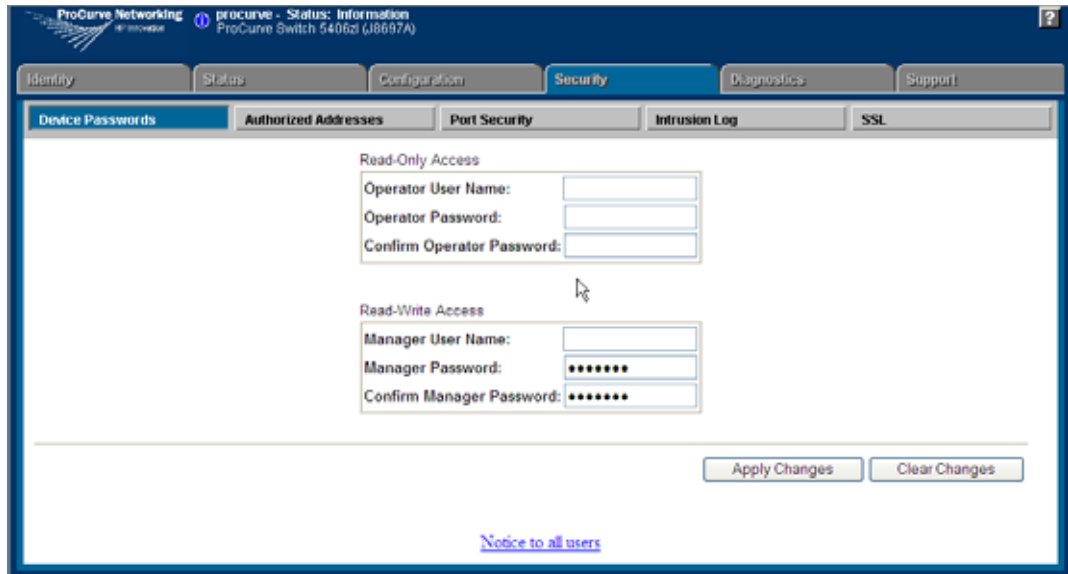 ProCurve Networking
HP Innovation
procurve - Status: Information
ProCurve Switch 5406zl (J8697A)
?
Identity Status Configuration Security Diagnostics Support
Device Passwords Authorized Addresses Port Security Intrusion Log SSL
Read-Only Access
Operator User Name:
Operator Password:
Confirm Operator Password:
Read-Write Access
Manager User Name:
Manager Password: •••••••
Confirm Manager Password: •••••••
Apply Changes Clear Changes
Notice to all users